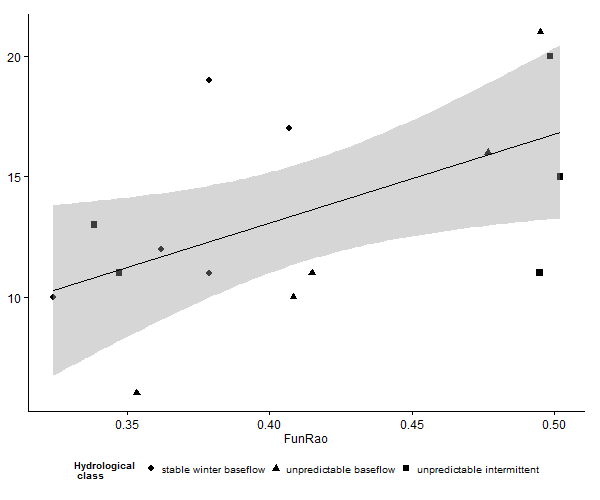 20
15
10
0.35 0.40 0.45 0.50
FunRao
Hydrological
class
stable winter baseflow unpredictable baseflow unpredictable intermittent